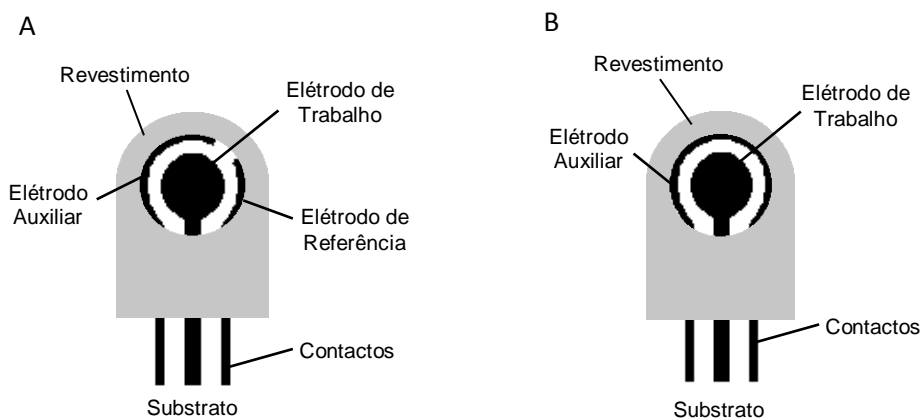 A
Revestimento
Elétrodo de
Trabalho
Elétrodo
Auxiliar
Elétrodo de
Referência
Contactos
Substrato
B
Revestimento
Elétrodo de
Trabalho
Elétrodo
Auxiliar
Contactos
Substrato